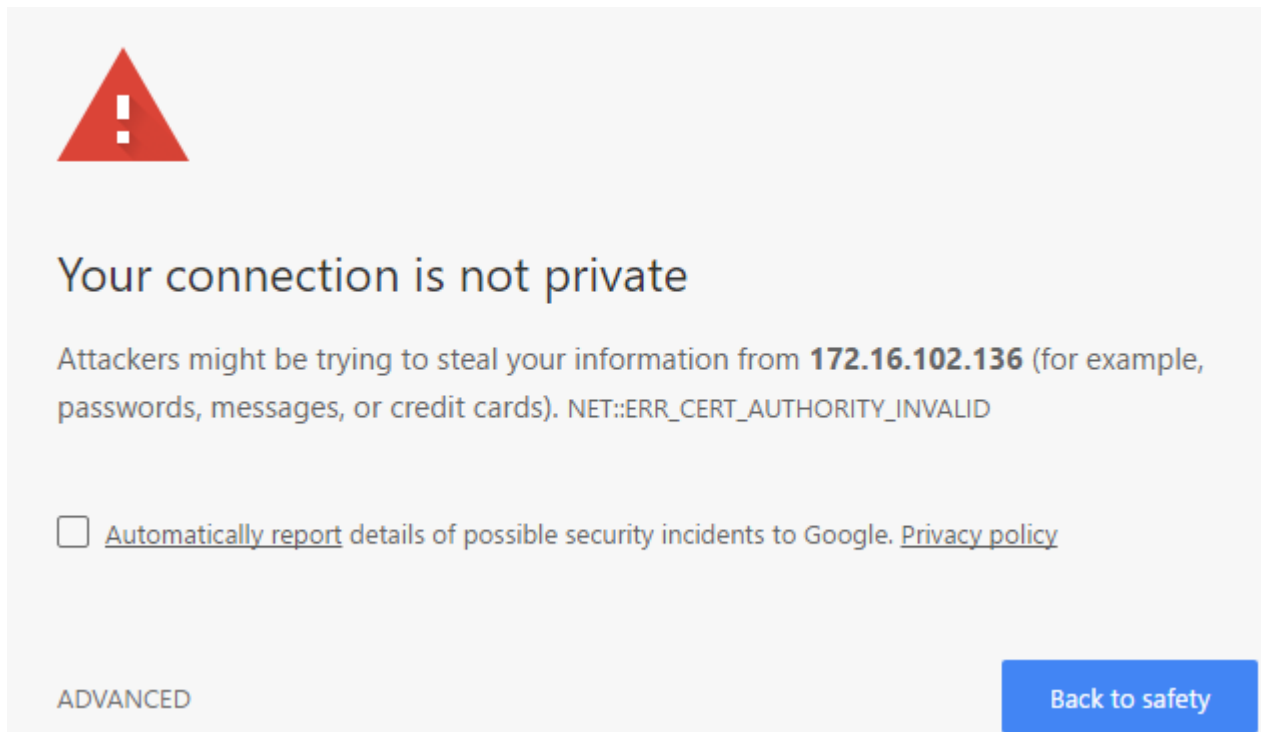 Your connection is not private
Attackers might be trying to steal your information from 172.16.102.136 (for example,
passwords, messages, or credit cards). NET::ERR_CERT_AUTHORITY_INVALID
Automatically report details of possible security incidents to Google. Privacy policy
ADVANCED
Back to safety